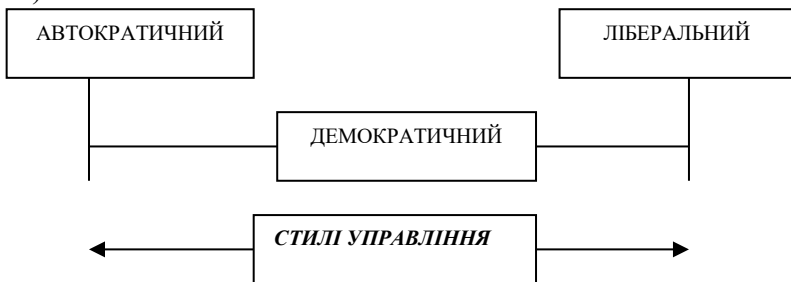 )
АВТОКРАТИЧНИЙ
ЛІБЕРАЛЬНИЙ
ДЕМОКРАТИЧНИЙ
СТИЛІ УПРАВЛІННЯ